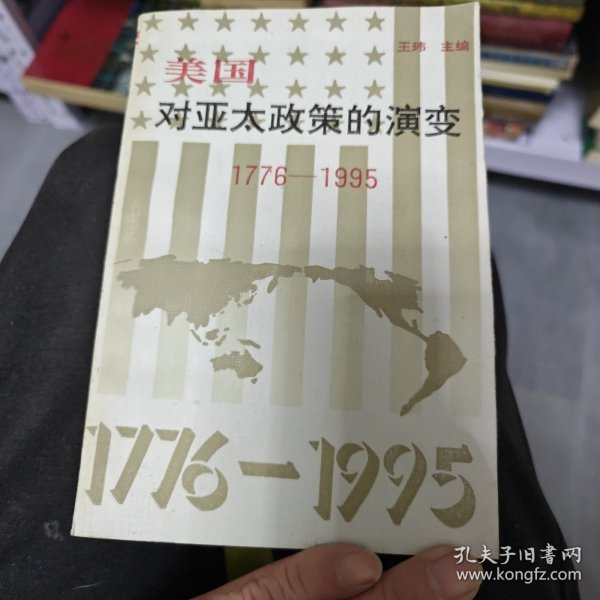 王玮 主编
美国
对亚太政策的演变
1776—1995
1776—1995
孔夫子旧书网
www.kongfz.com